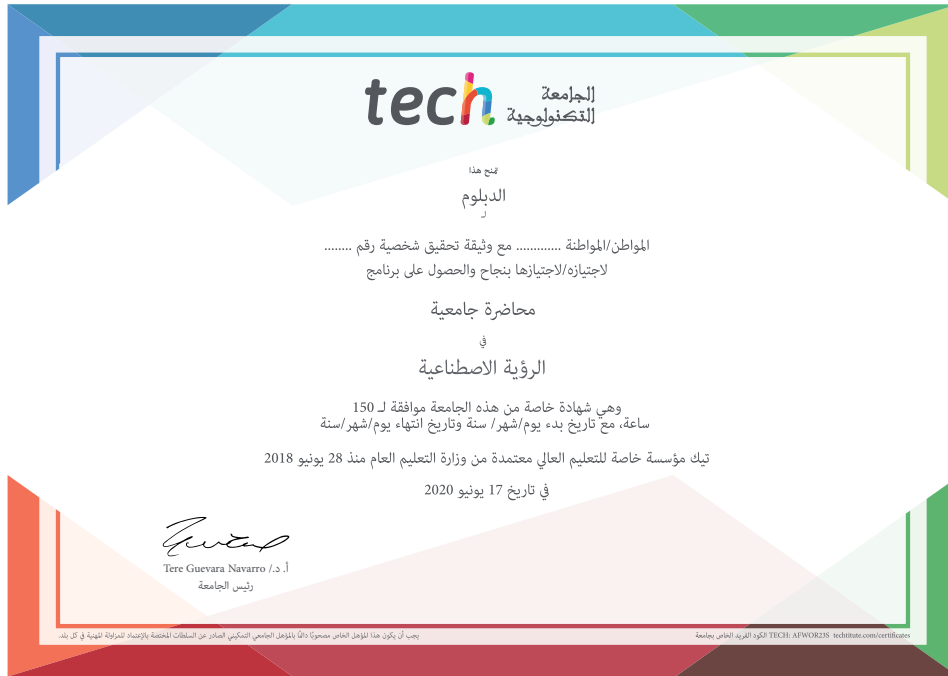 tech الجامعة
التكنولوجية
تمنح هذا
الدبلوم
لـ
المواطن/المواطنة ............. مع وثيقة تحقيق شخصية رقم ........
لاجتيازه/لاجتيازها بنجاح والحصول على برنامج
محاضرة جامعية
في
الرؤية الاصطناعية
وهي شهادة خاصة من هذه الجامعة موافقة لـ 150
ساعة، مع تاريخ بدء يوم/شهر/ سنة وتاريخ انتهاء يوم/شهر/سنة
تيك مؤسسة خاصة للتعليم العالي معتمدة من وزارة التعليم العام منذ 28 يونيو 2018
في تاريخ 17 يونيو 2020
أ. د./ Tere Guevara Navarro
رئيس الجامعة
يجب أن يكون هذا المؤهل الخاص مصحوبًا دائمًا بالمؤهل الجامعي التمكيني الصادر عن السلطات المختصة بالإعتماد للمزاولة المهنية في كل بلد.
الكود الفريد الخاص بجامعة TECH: AFWOR23S techtitute.com/certificates